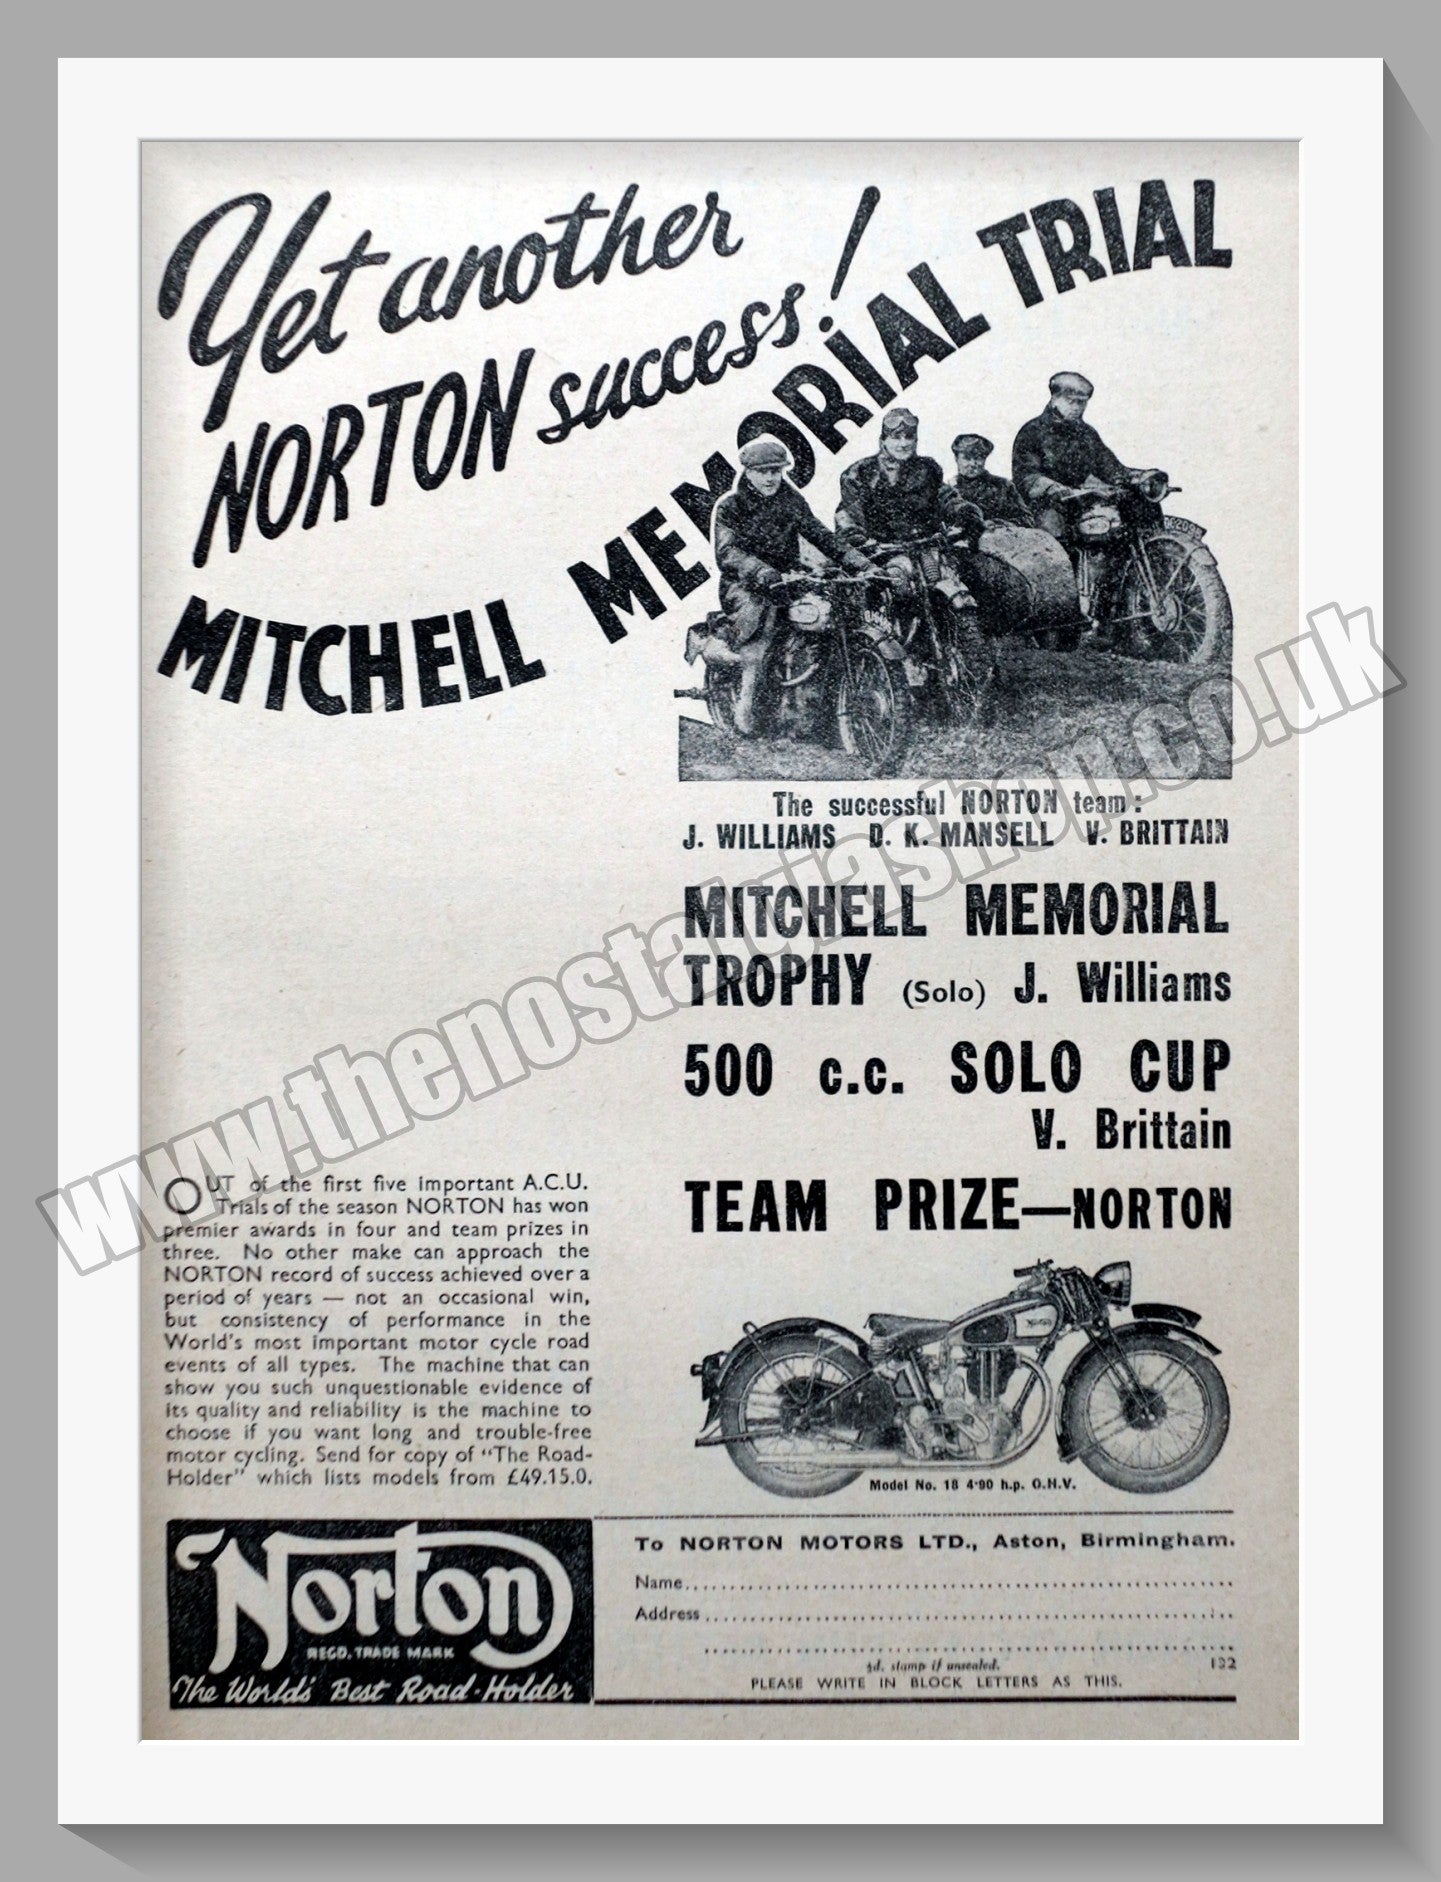 Yet another
NORTON success!
MITCHELL MEMORIAL TRIAL
The successful NORTON team:
J. WILLIAMS D. K. MANSELL V. BRITTAIN
MITCHELL MEMORIAL
TROPHY (Solo) J. Williams
500 c.c. SOLO CUP
V. Brittain
TEAM PRIZE—NORTON
OUT of the first five important A.C.U.
Trials of the season NORTON has won
premier awards in four and team prizes in
three. No other make can approach the
NORTON record of success achieved over a
period of years — not an occasional win,
but consistency of performance in the
World's most important motor cycle road
events of all types. The machine that can
show you such unquestionable evidence of
its quality and reliability is the machine to
choose if you want long and trouble-free
motor cycling. Send for copy of "The Road-
Holder" which lists models from £49.15.0.
Norton
Model No. 18 4·90 h.p. O.H.V.
Norton
REGD. TRADE MARK
The World's Best Road-Holder
To NORTON MOTORS LTD., Aston, Birmingham.
Name
Address
½d. stamp if unsealed. 132
PLEASE WRITE IN BLOCK LETTERS AS THIS.
www.thenostalgiashop.co.uk